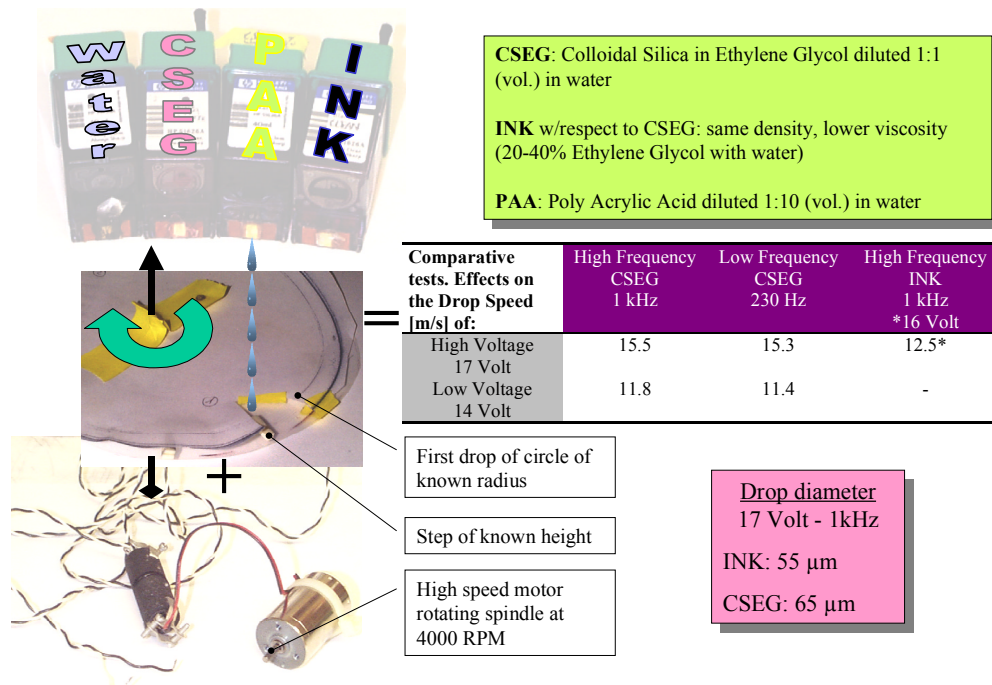 Water
CSEG
PAA
INK
CSEG: Colloidal Silica in Ethylene Glycol diluted 1:1
(vol.) in water
INK w/respect to CSEG: same density, lower viscosity
(20-40% Ethylene Glycol with water)
PAA: Poly Acrylic Acid diluted 1:10 (vol.) in water
Comparative
tests. Effects on
the Drop Speed
[m/s] of:
High Frequency
CSEG
1 kHz
Low Frequency
CSEG
230 Hz
High Frequency
INK
1 kHz
*16 Volt
High Voltage
17 Volt
15.5
15.3
12.5*
Low Voltage
14 Volt
11.8
11.4
-
=
+
First drop of circle of
known radius
Step of known height
High speed motor
rotating spindle at
4000 RPM
Drop diameter
17 Volt - 1kHz
INK: 55 µm
CSEG: 65 µm